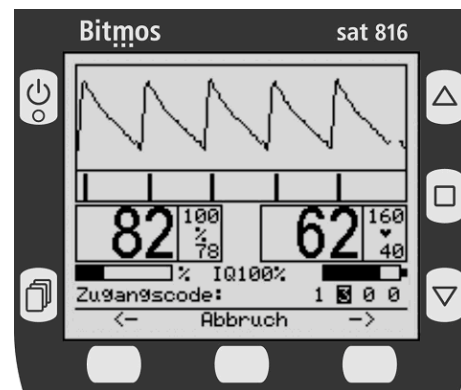 Bitmos sat 816
82 100 % 78 62 160 ♥ 40
% IQ100%
Zugangscode: 1 3 0 0
<- Abbruch ->